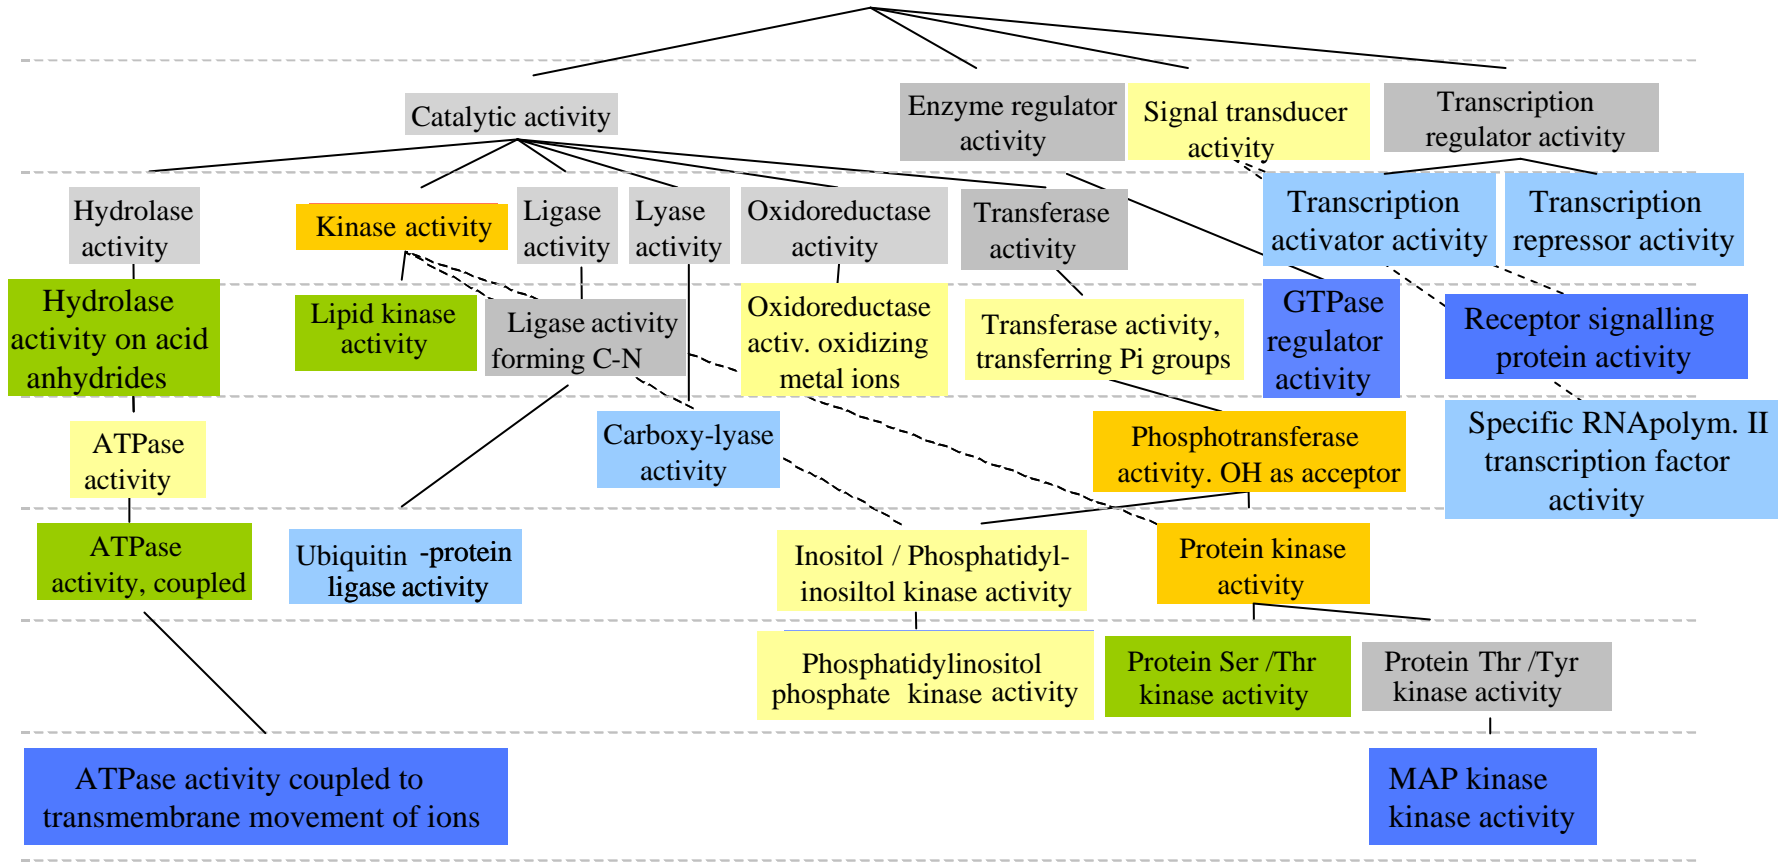 Catalytic activity
Enzyme regulator
activity
Signal transducer
activity
Transcription
regulator activity
Hydrolase
activity
Kinase activity
Ligase
activity
Lyase
activity
Oxidoreductase
activity
Transferase
activity
Transcription
activator activity
Transcription
repressor activity
Hydrolase
activity on acid
anhydrides
Lipid kinase
activity
Ligase activity
forming C-N
Oxidoreductase
activ. oxidizing
metal ions
Transferase activity,
transferring Pi groups
GTPase
regulator
activity
Receptor signalling
protein activity
ATPase
activity
Carboxy-lyase
activity
Phosphotransferase
activity. OH as acceptor
Specific RNApolym. II
transcription factor
activity
ATPase
activity, coupled
Ubiquitin -protein
ligase activity
Inositol / Phosphatidyl-
inosiltol kinase activity
Protein kinase
activity
Phosphatidylinositol
phosphate kinase activity
Protein Ser /Thr
kinase activity
Protein Thr /Tyr
kinase activity
ATPase activity coupled to
transmembrane movement of ions
MAP kinase
kinase activity